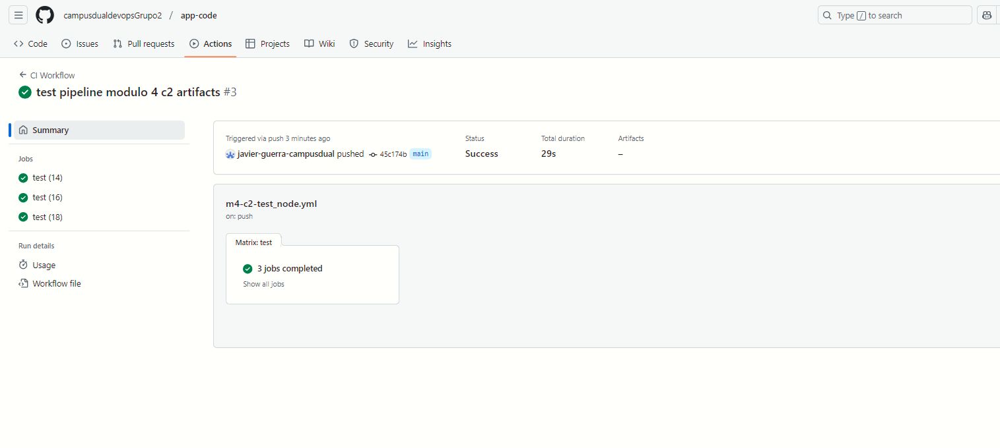 campusdualdevopsGrupo2 / app-code
Type / to search
Code Issues Pull requests Actions Projects Wiki Security Insights
CI Workflow
test pipeline modulo 4 c2 artifacts #3
Summary
Jobs
test (14)
test (16)
test (18)
Run details
Usage
Workflow file
Triggered via push 3 minutes ago
javier-guerra-campusdual pushed 45c174b main
Status
Success
Total duration
29s
Artifacts
–
m4-c2-test_node.yml
on: push
Matrix: test
3 jobs completed
Show all jobs